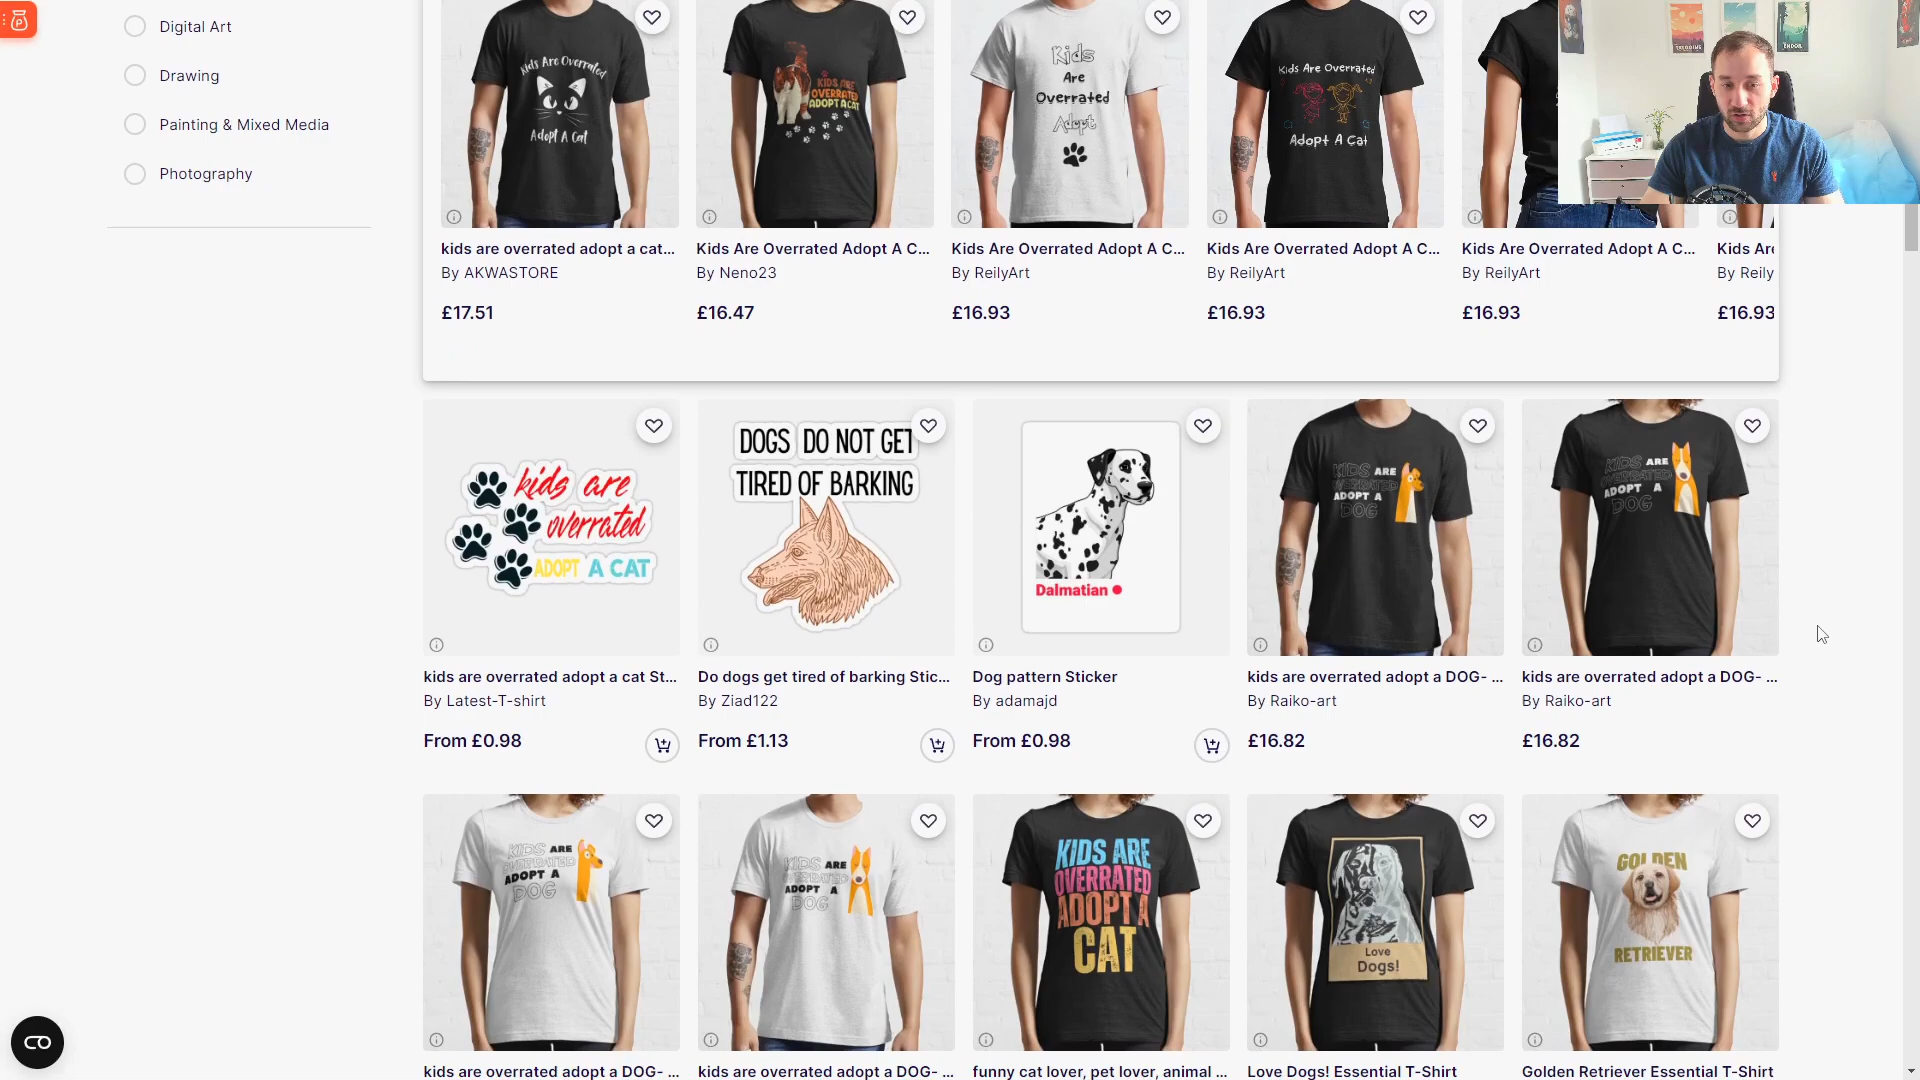 Digital Art
Drawing
Painting & Mixed Media
Photography
Kids Are Overrated
Adopt A Cat
KIDS ARE
OVERRATED
ADOPT A CAT
Kids
Are
Overrated
Adopt
Kids Are Overrated
Adopt A Cat
kids are overrated adopt a cat...
Kids Are Overrated Adopt A C...
Kids Are Overrated Adopt A C...
Kids Are Overrated Adopt A C...
Kids Are Overrated Adopt A C...
Kids Are
By AKWASTORE
By Neno23
By ReilyArt
By ReilyArt
By ReilyArt
By Reily
£17.51
£16.47
£16.93
£16.93
£16.93
£16.93
kids are
overrated
ADOPT A CAT
DOGS DO NOT GET
TIRED OF BARKING
Dalmatian
KIDS ARE
OVERRATED
ADOPT A
DOG
KIDS ARE
OVERRATED
ADOPT A
DOG
kids are overrated adopt a cat St...
Do dogs get tired of barking Stic...
Dog pattern Sticker
kids are overrated adopt a DOG- ...
kids are overrated adopt a DOG- ...
By Latest-T-shirt
By Ziad122
By adamajd
By Raiko-art
By Raiko-art
From £0.98
From £1.13
From £0.98
£16.82
£16.82
KIDS ARE
OVERRATED
ADOPT A
DOG
KIDS ARE
OVERRATED
ADOPT A
DOG
KIDS ARE
OVERRATED
ADOPT A
CAT
Love
Dogs!
GOLDEN
RETRIEVER
kids are overrated adopt a DOG- ...
kids are overrated adopt a DOG- ...
funny cat lover, pet lover, animal ...
Love Dogs! Essential T-Shirt
Golden Retriever Essential T-Shirt